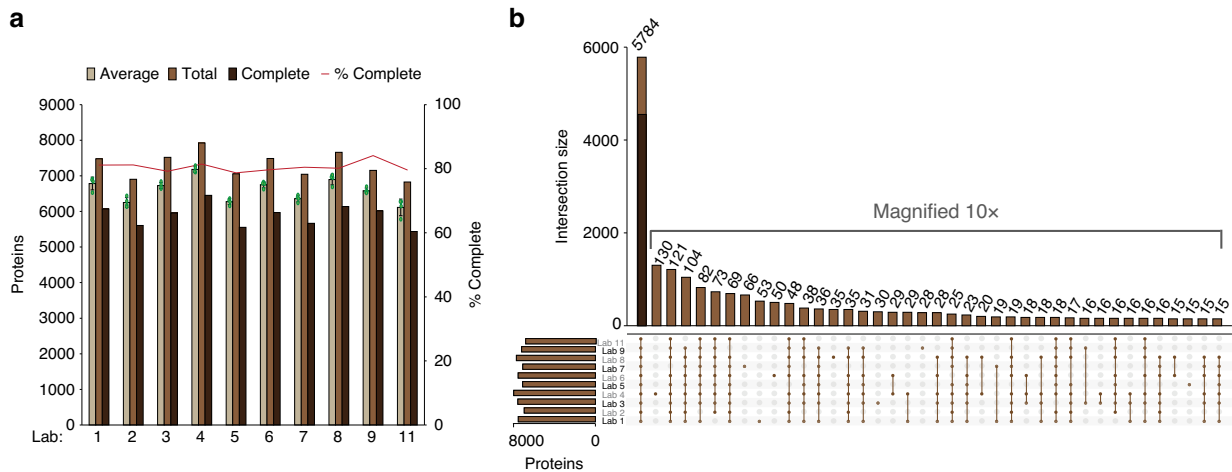 a
Average Total Complete % Complete
9000
8000
7000
6000
5000
4000
3000
2000
1000
0
Proteins
100
80
60
40
20
0
% Complete
Lab: 1 2 3 4 5 6 7 8 9 11
b
6000
4000
2000
0
Intersection size
Magnified 10×
5784 130 121 104 82 73 69 66 53 50 48 38 36 35 35 31 30 29 29 28 28 25 23 20 19 19 18 18 18 17 16 16 16 16 16 16 15 15 15 15
Lab 11
Lab 9
Lab 8
Lab 7
Lab 6
Lab 5
Lab 4
Lab 3
Lab 2
Lab 1
8000 0
Proteins